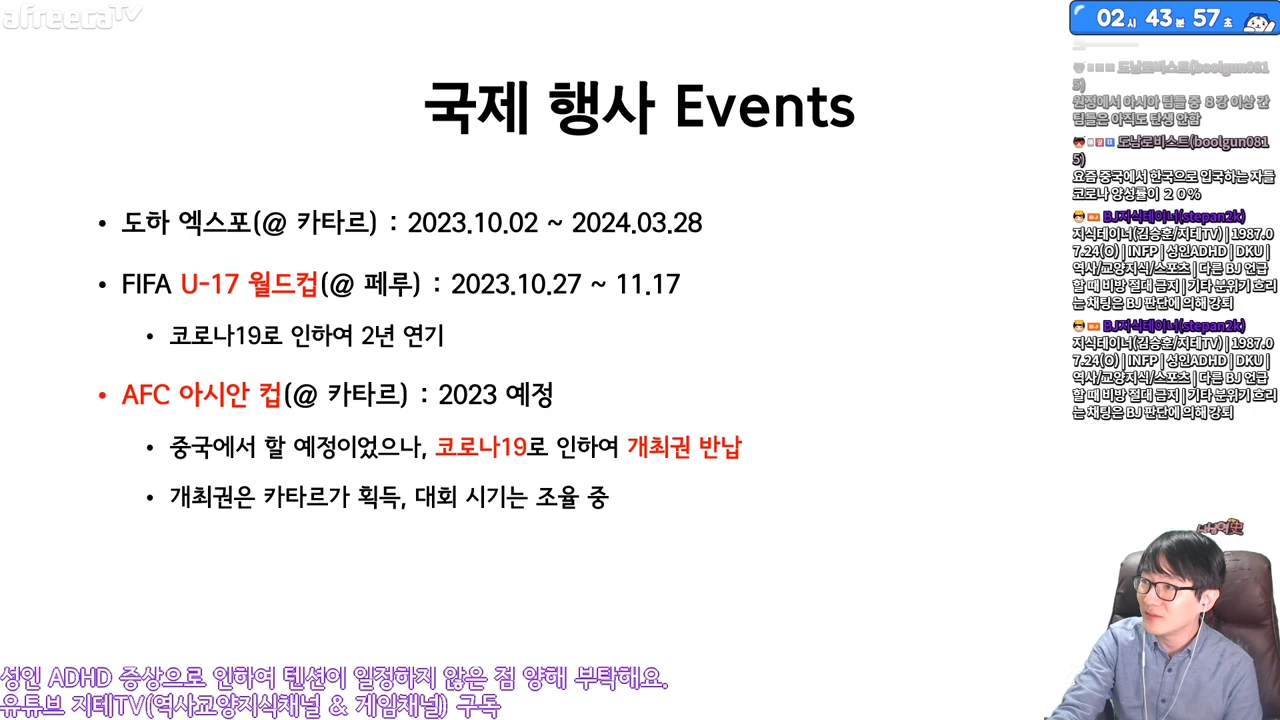 afreecaTV
02시 43분 57초
국제 행사 Events
• 도하 엑스포(@ 카타르) : 2023.10.02 ~ 2024.03.28
• FIFA U-17 월드컵(@ 페루) : 2023.10.27 ~ 11.17
• 코로나19로 인하여 2년 연기
• AFC 아시안 컵(@ 카타르) : 2023 예정
• 중국에서 할 예정이었으나, 코로나19로 인하여 개최권 반납
• 개최권은 카타르가 획득, 대회 시기는 조율 중
도남로비스트(boolgun081
5)
원정에서 아시아 팀들 중 8강 이상 간
팀들은 아직도 탄생 안함
도남로비스트(boolgun081
5)
요즘 중국에서 한국으로 입국하는 자들
코로나 양성률이 20%
BJ지식테이너(stepan2k)
지식테이너(김승훈/지테TV) | 1987.0
7.24(O) | INFP | 성인ADHD | DKU |
역사/교양지식/스포츠 | 다른 BJ 언급
할 때 비방 절대 금지 | 기타 분위기 흐리
는 채팅은 BJ 판단에 의해 강퇴
BJ지식테이너(stepan2k)
지식테이너(김승훈/지테TV) | 1987.0
7.24(O) | INFP | 성인ADHD | DKU |
역사/교양지식/스포츠 | 다른 BJ 언급
할 때 비방 절대 금지 | 기타 분위기 흐리
는 채팅은 BJ 판단에 의해 강퇴
성인 ADHD 증상으로 인하여 텐션이 일정하지 않은 점 양해 부탁해요.
유튜브 지테TV(역사교양지식채널 & 게임채널) 구독